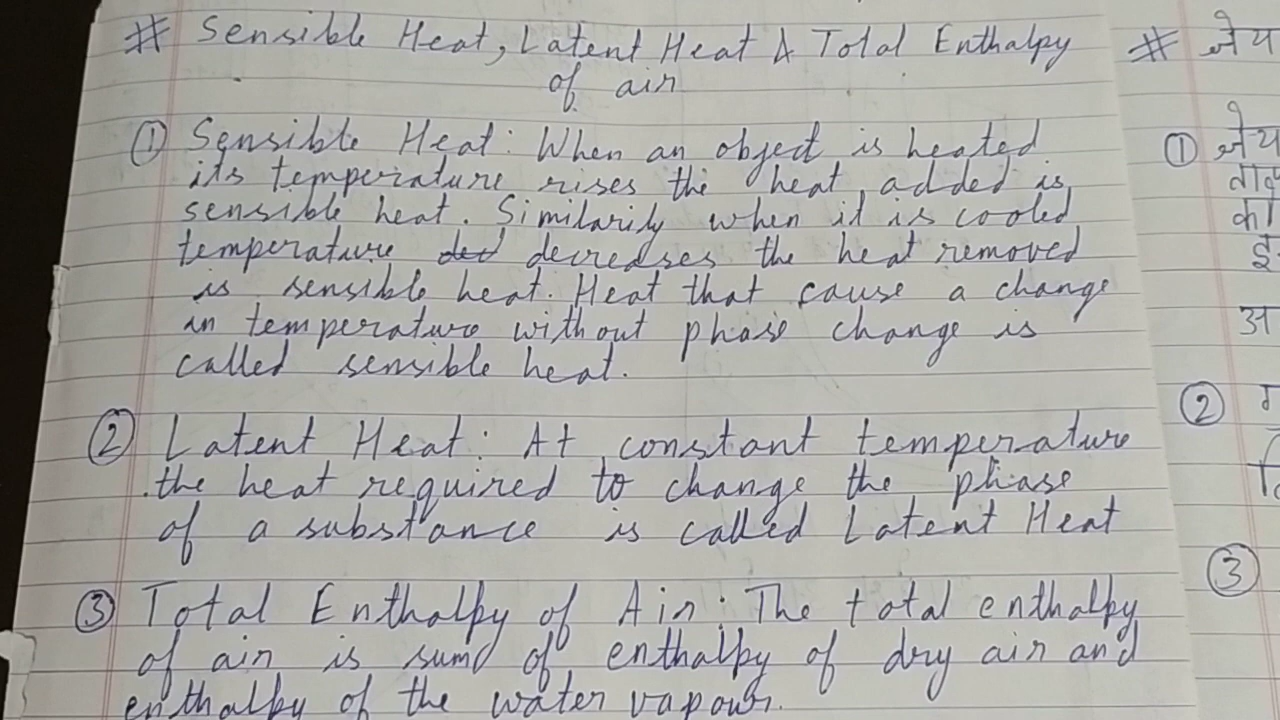 # Sensible Heat, Latent Heat & Total Enthalpy
of air
① Sensible Heat: When an object is heated
its temperature rises the heat added is
sensible heat. Similarity when it is cooled
temperature ded decreases the heat removed
is sensible heat. Heat that cause a change
in temperature without phase change is
called sensible heat.
② Latent Heat: At constant temperature
the heat required to change the phase
of a substance is called Latent Heat
③ Total Enthalpy of Air: The total enthalpy
of air is sum of enthalpy of dry air and
enthalpy of the water vapour.
#
①
का
अ
②
③